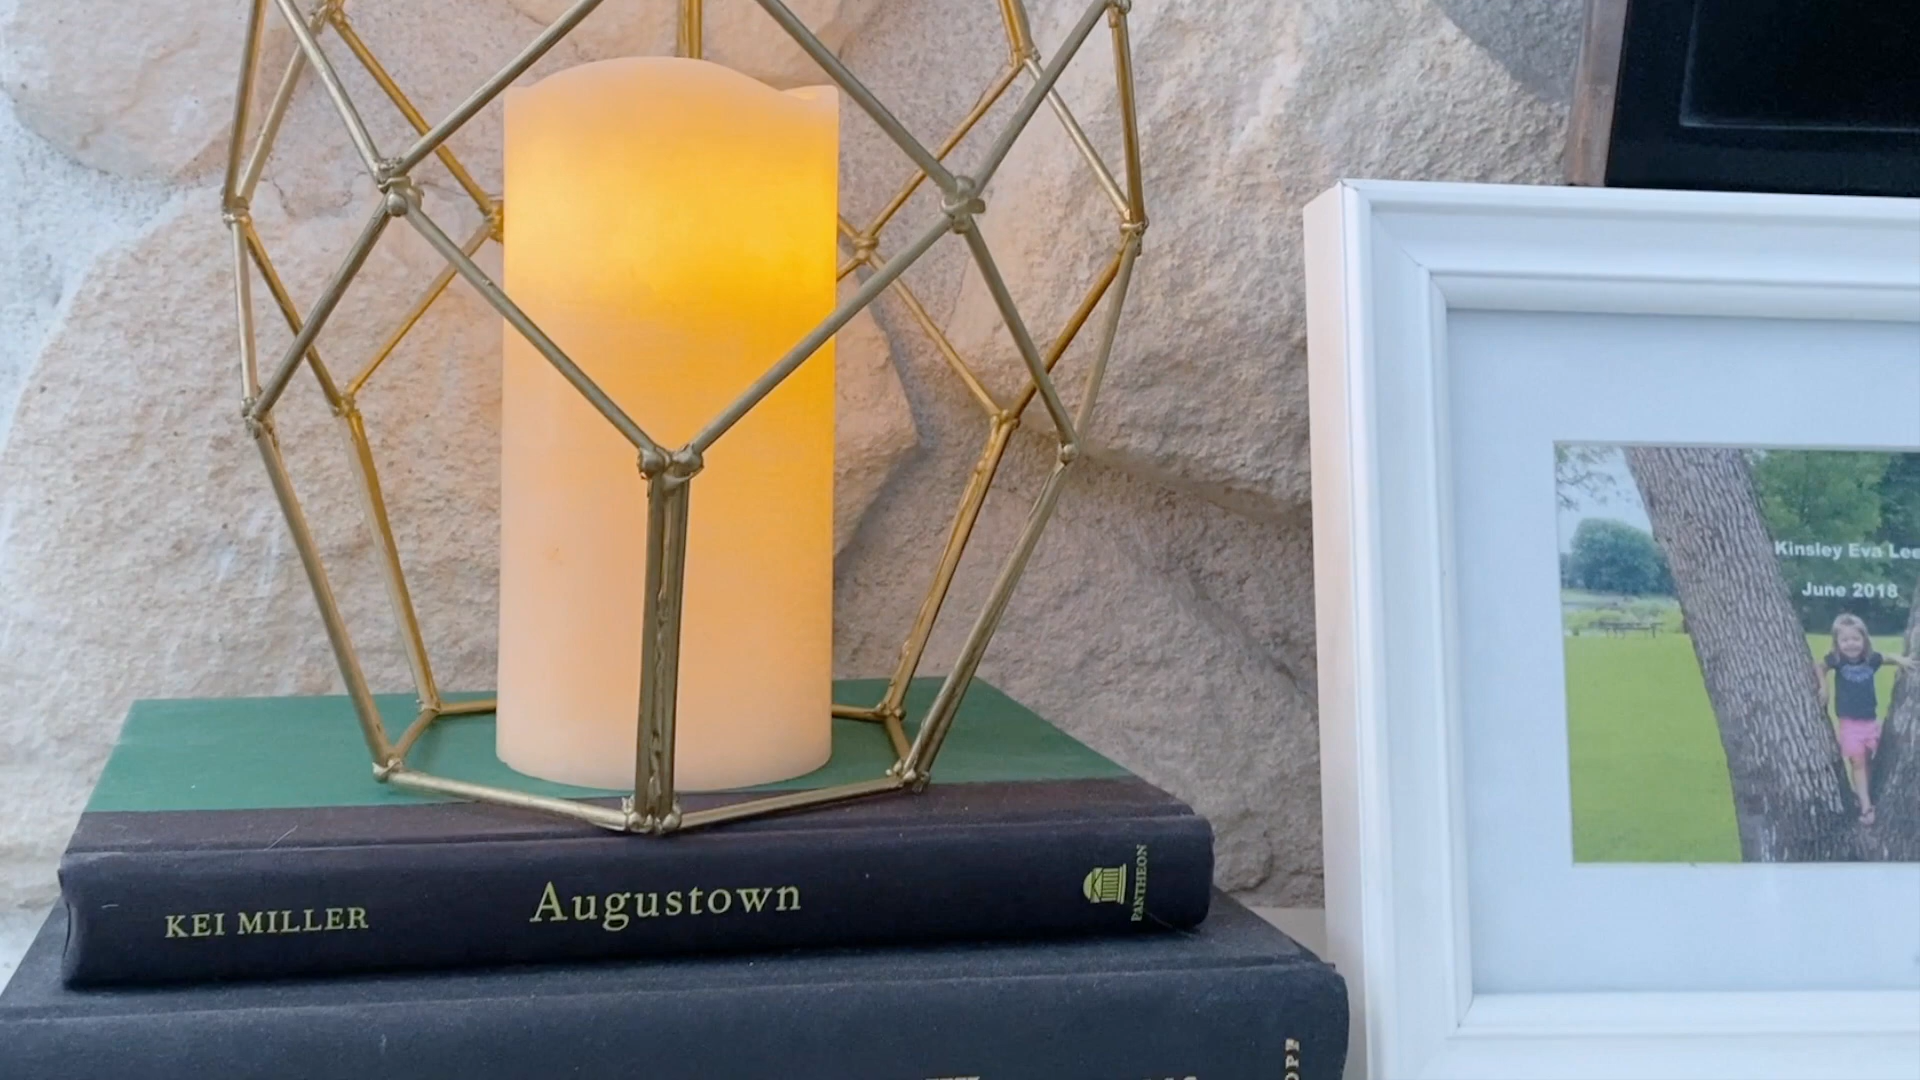 Kinsley Eva Lee
June 2018
KEI MILLER
Augustown
PANTHEON